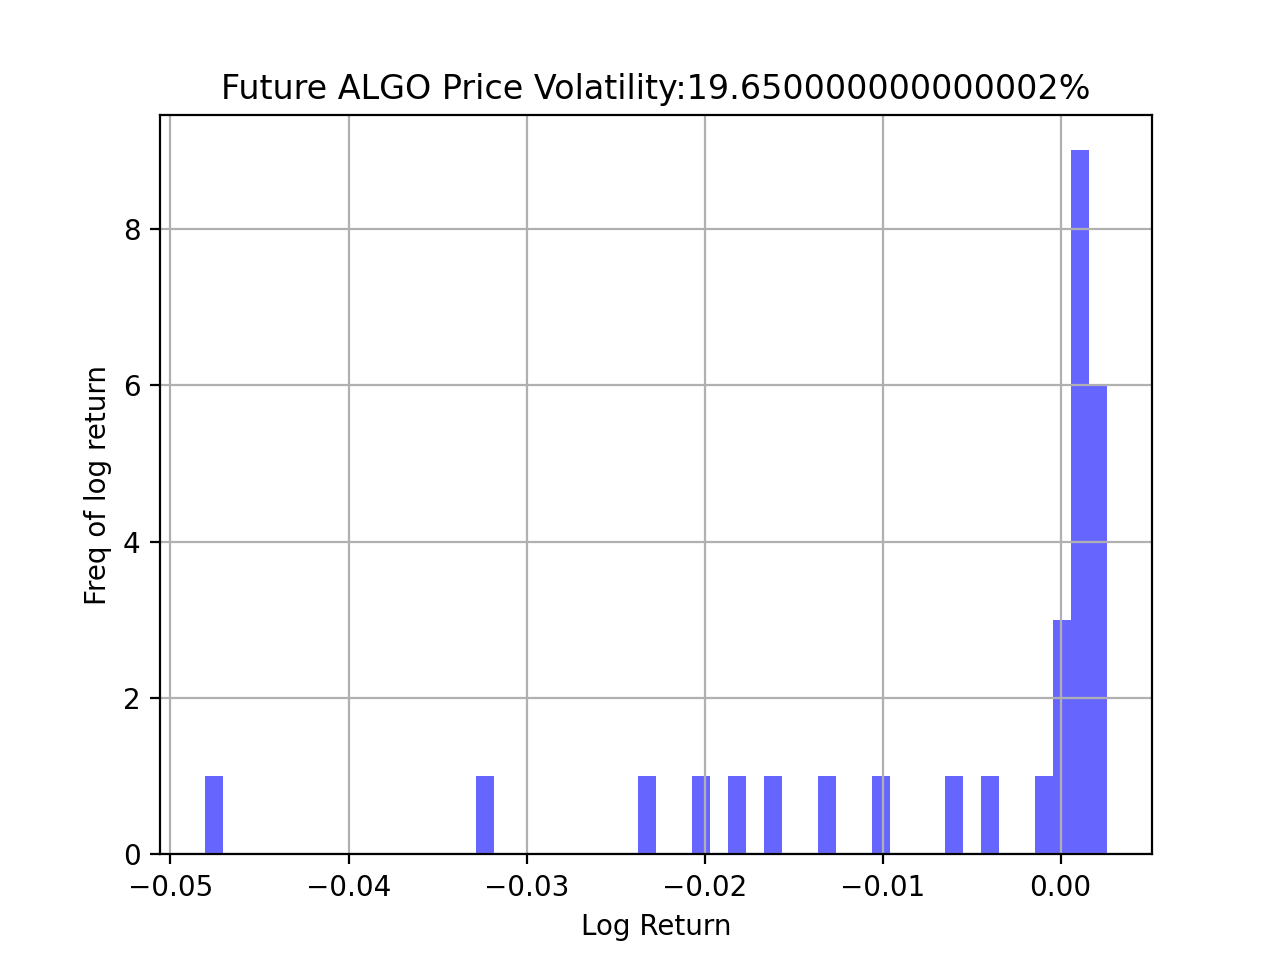 Future ALGO Price Volatility:19.650000000000002%
Freq of log return
8
6
4
2
0
−0.05 −0.04 −0.03 −0.02 −0.01 0.00
Log Return